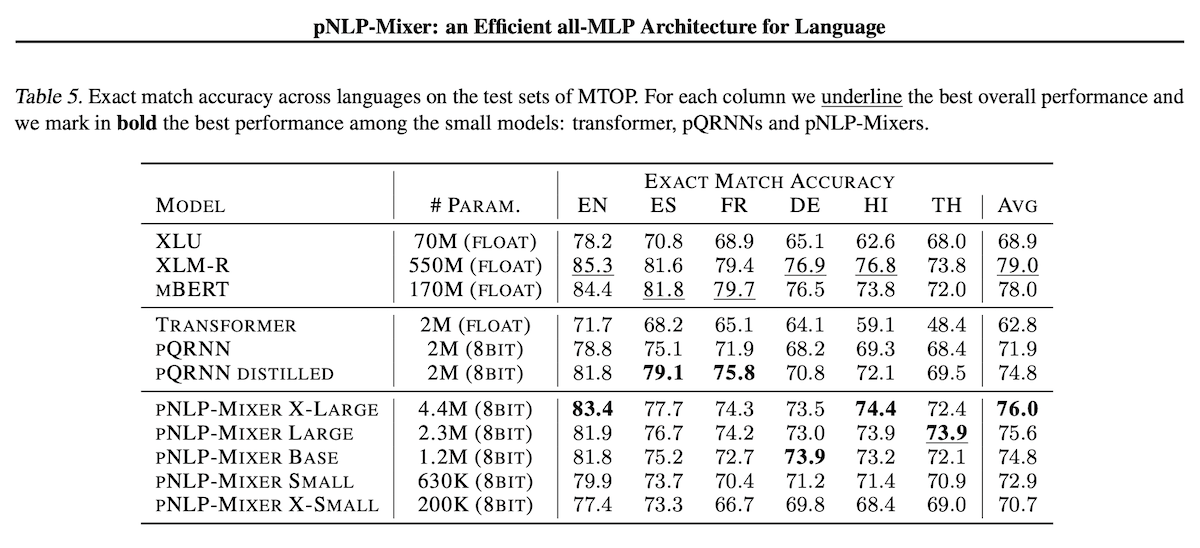 pNLP-Mixer: an Efficient all-MLP Architecture for Language
Table 5. Exact match accuracy across languages on the test sets of MTOP. For each column we underline the best overall performance and
we mark in bold the best performance among the small models: transformer, pQRNNs and pNLP-Mixers.
EXACT MATCH ACCURACY
MODEL # PARAM. EN ES FR DE HI TH AVG
XLU 70M (FLOAT) 78.2 70.8 68.9 65.1 62.6 68.0 68.9
XLM-R 550M (FLOAT) 85.3 81.6 79.4 76.9 76.8 73.8 79.0
MBERT 170M (FLOAT) 84.4 81.8 79.7 76.5 73.8 72.0 78.0
TRANSFORMER 2M (FLOAT) 71.7 68.2 65.1 64.1 59.1 48.4 62.8
PQRNN 2M (8BIT) 78.8 75.1 71.9 68.2 69.3 68.4 71.9
PQRNN DISTILLED 2M (8BIT) 81.8 79.1 75.8 70.8 72.1 69.5 74.8
PNLP-MIXER X-LARGE 4.4M (8BIT) 83.4 77.7 74.3 73.5 74.4 72.4 76.0
PNLP-MIXER LARGE 2.3M (8BIT) 81.9 76.7 74.2 73.0 73.9 73.9 75.6
PNLP-MIXER BASE 1.2M (8BIT) 81.8 75.2 72.7 73.9 73.2 72.1 74.8
PNLP-MIXER SMALL 630K (8BIT) 79.9 73.7 70.4 71.2 71.4 70.9 72.9
PNLP-MIXER X-SMALL 200K (8BIT) 77.4 73.3 66.7 69.8 68.4 69.0 70.7